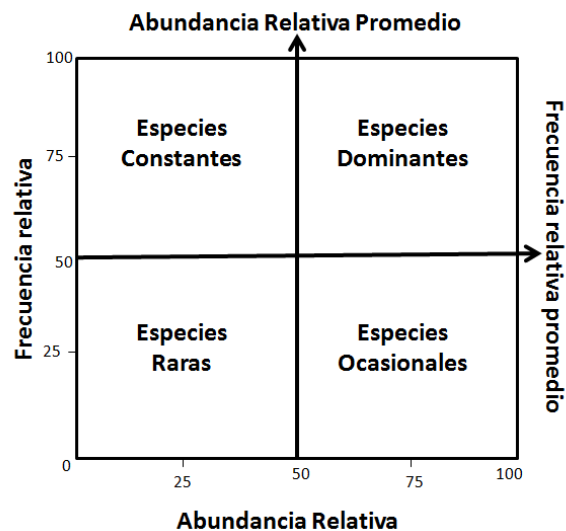 Abundancia Relativa Promedio
100
Especies
Constantes
Especies
Dominantes
75
Frecuencia relativa
50
Frecuencia relativa promedio
Especies
Raras
Especies
Ocasionales
25
0
25
50
75
100
Abundancia Relativa